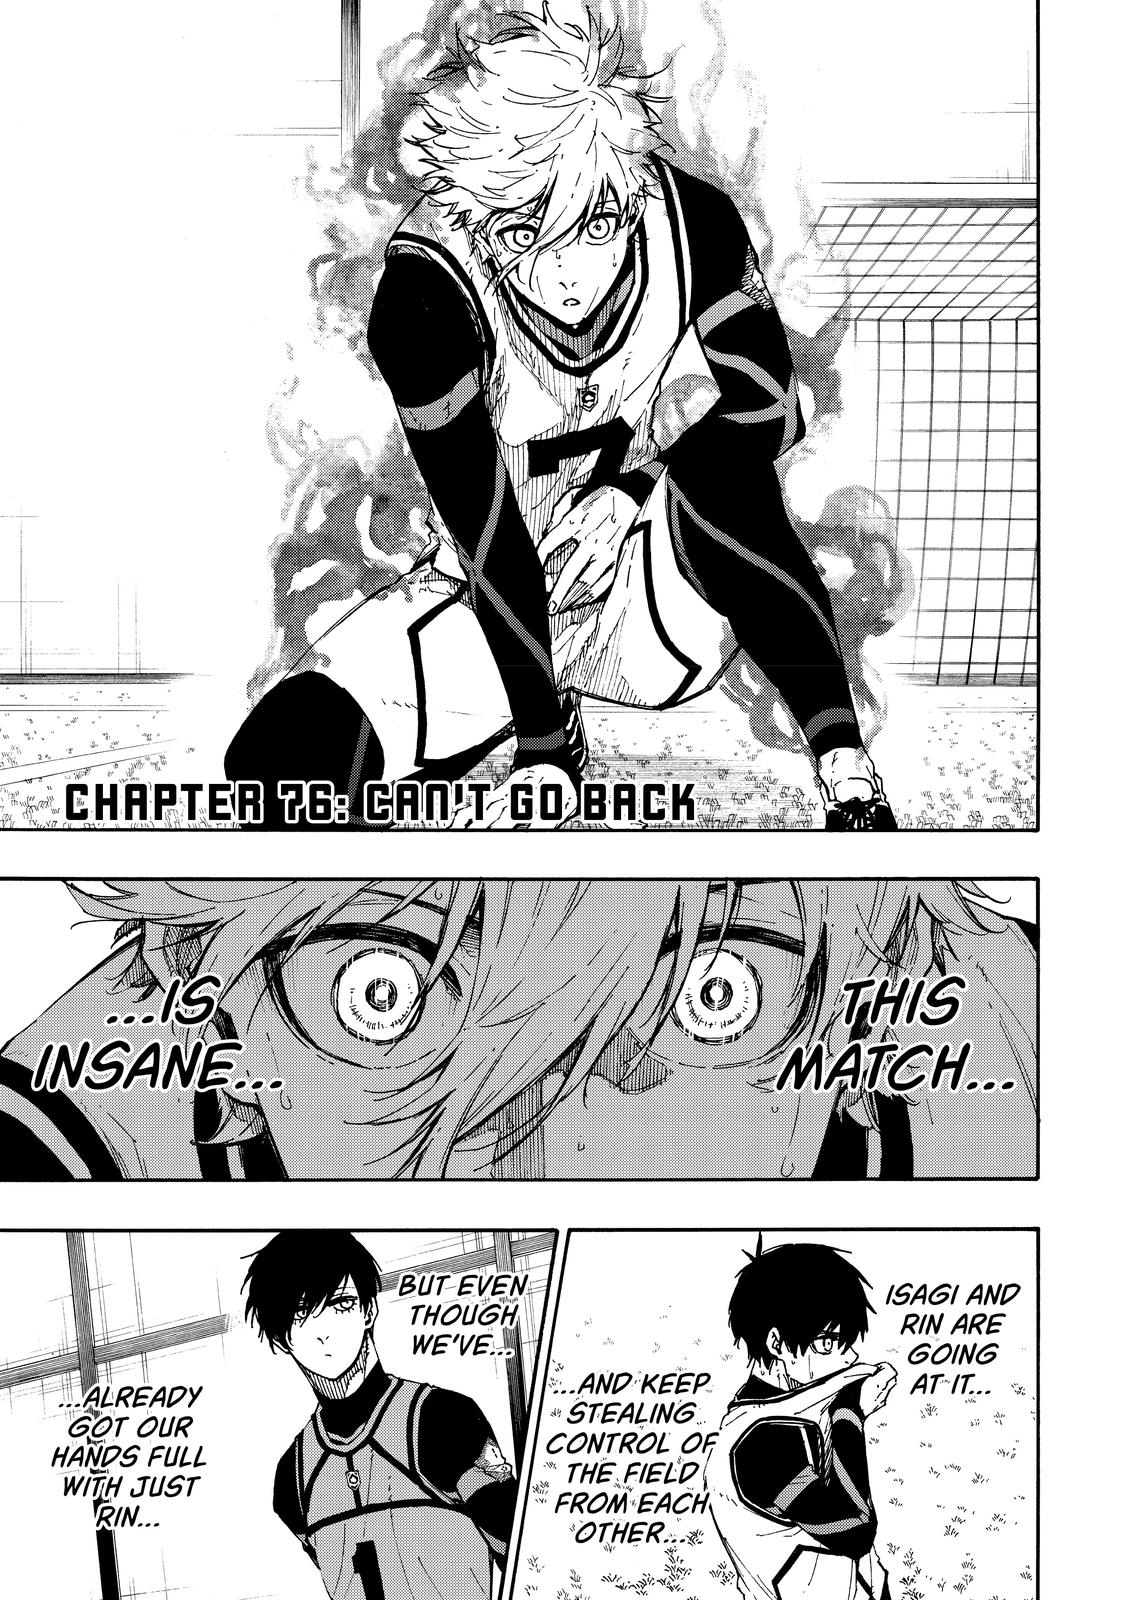 7
CHAPTER 76: CAN'T GO BACK
THIS
MATCH...
...IS
INSANE...
ISAGI AND
RIN ARE
GOING
AT IT...
...AND KEEP
STEALING
CONTROL OF
THE FIELD
FROM EACH
OTHER...
BUT EVEN
THOUGH
WE'VE...
...ALREADY
GOT OUR
HANDS FULL
WITH JUST
RIN...
1